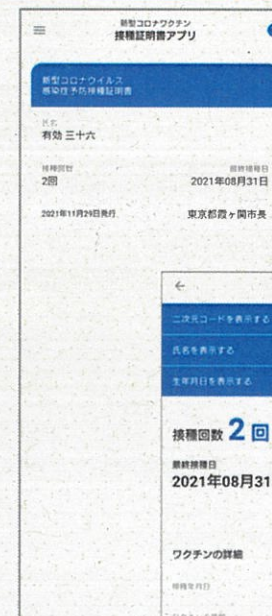 新型コロナワクチン
接種証明書アプリ
新型コロナウイルス
感染症予防接種証明書
氏名
有効 三十六
接種回数
2回
最終接種日
2021年08月31日
2021年11月29日発行
東京都霞ヶ関市長
←
二次元コードを表示する
氏名を表示する
生年月日を表示する
接種回数 2 回
最終接種日
2021年08月31
ワクチンの詳細
接種年月日